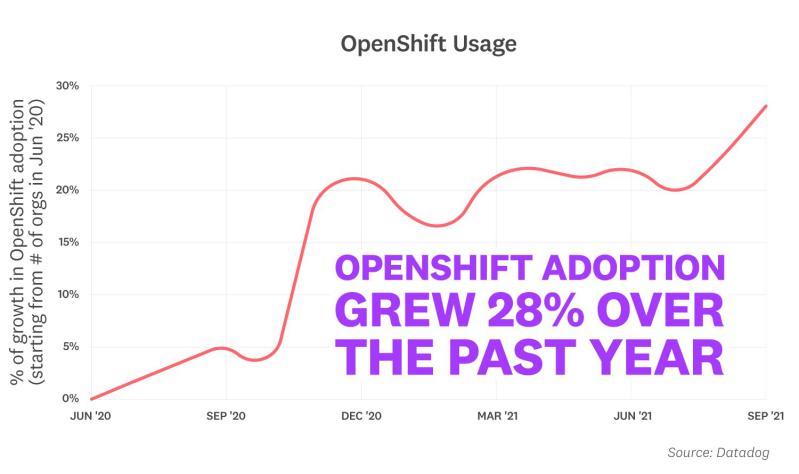 OpenShift Usage
% of growth in OpenShift adoption
(starting from # of orgs in Jun '20)
30%
25%
20%
15%
10%
5%
0%
OPENSHIFT ADOPTION
GREW 28% OVER
THE PAST YEAR
JUN '20
SEP '20
DEC '20
MAR '21
JUN '21
SEP '21
Source: Datadog